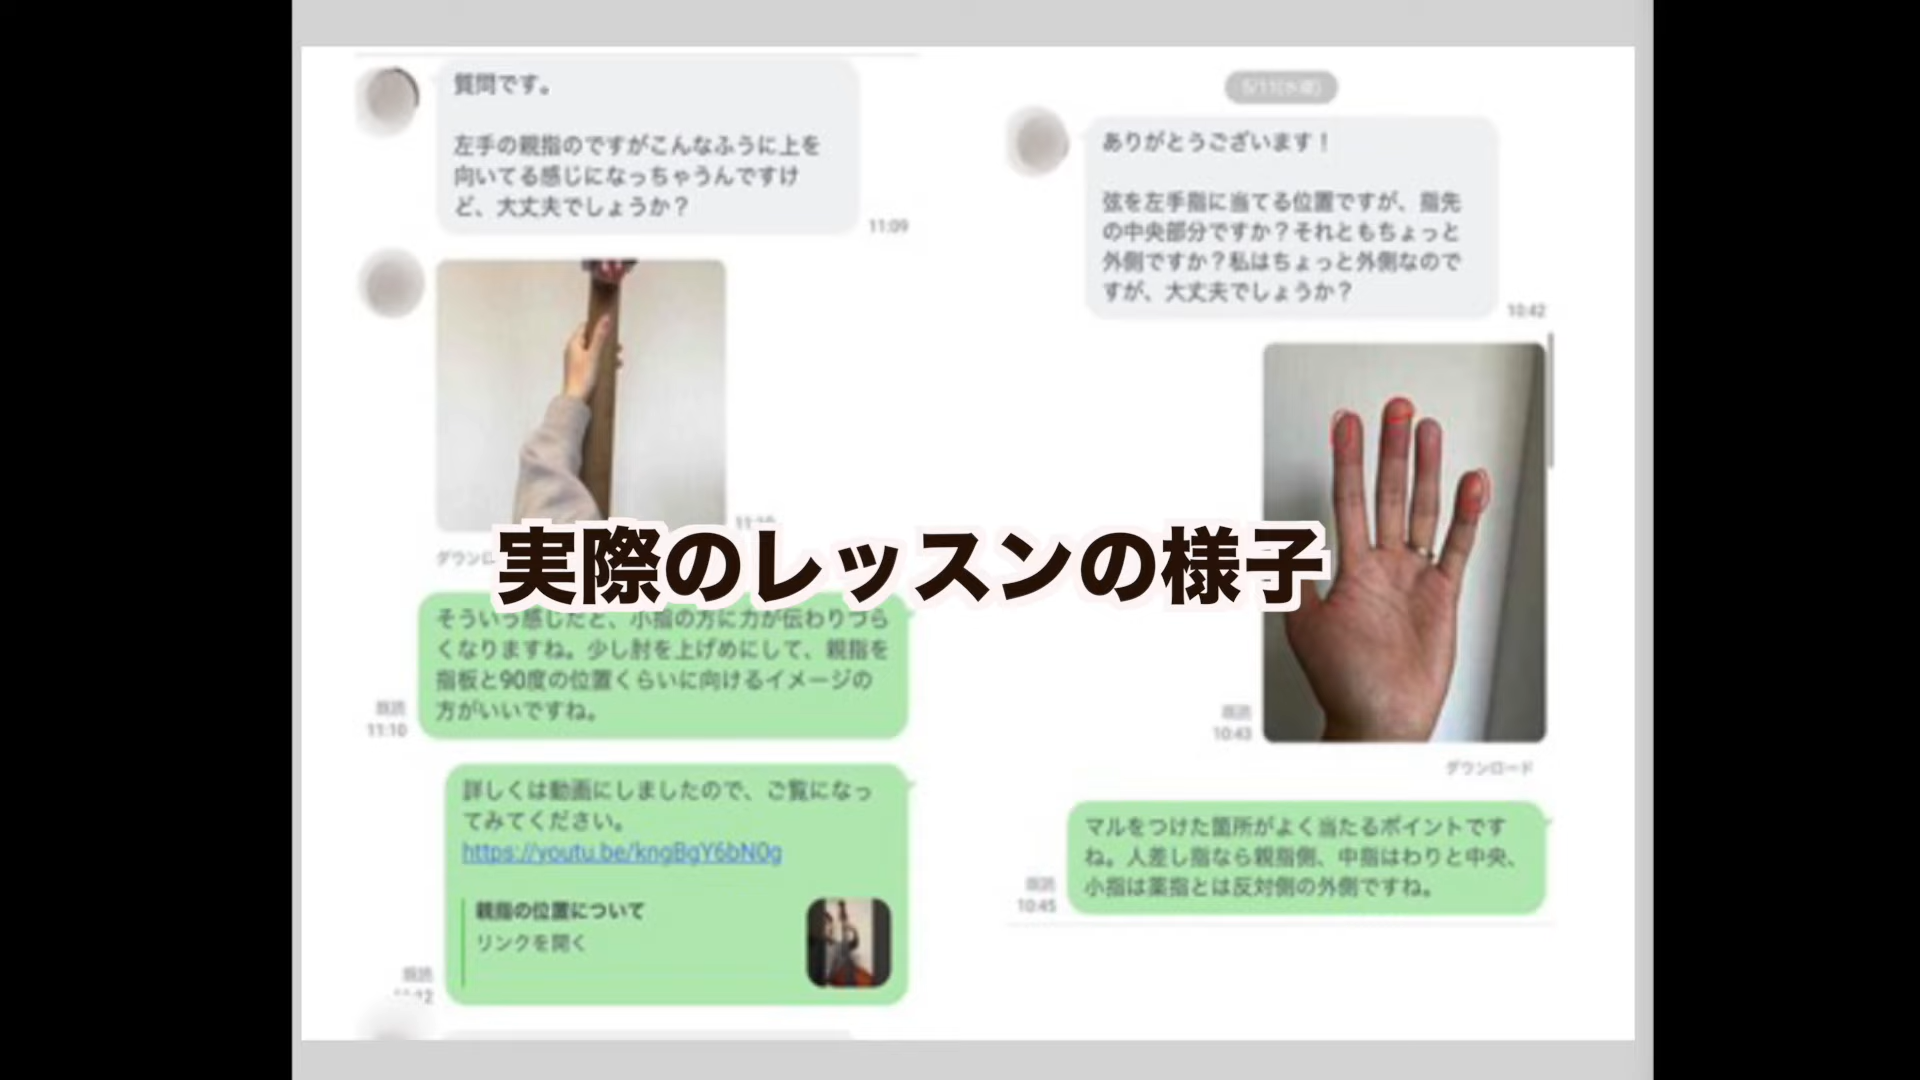 質問です。
左手の親指のですがこんなふうに上を
向いてる感じになっちゃうんですけ
ど、大丈夫でしょうか？
11:09
ダウンロ
そういう感じだと、小指の方に力が伝わりづら
くなりますね。少し肘を上げめにして、親指を
指板と90度の位置くらいに向けるイメージの
方がいいですね。
既読
11:10
詳しくは動画にしましたので、ご覧になっ
てみてください。
https://youtu.be/kngBgY6bN0g
親指の位置について
リンクを開く
既読
実際のレッスンの様子
5/11(水曜)
ありがとうございます！
弦を左手指に当てる位置ですが、指先
の中央部分ですか？それともちょっと
外側ですか？私はちょっと外側なので
すが、大丈夫でしょうか？
10:42
既読
10:43
ダウンロード
マルをつけた箇所がよく当たるポイントです
ね。人差し指なら親指側、中指はわりと中央、
小指は薬指とは反対側の外側ですね。
既読
10:45